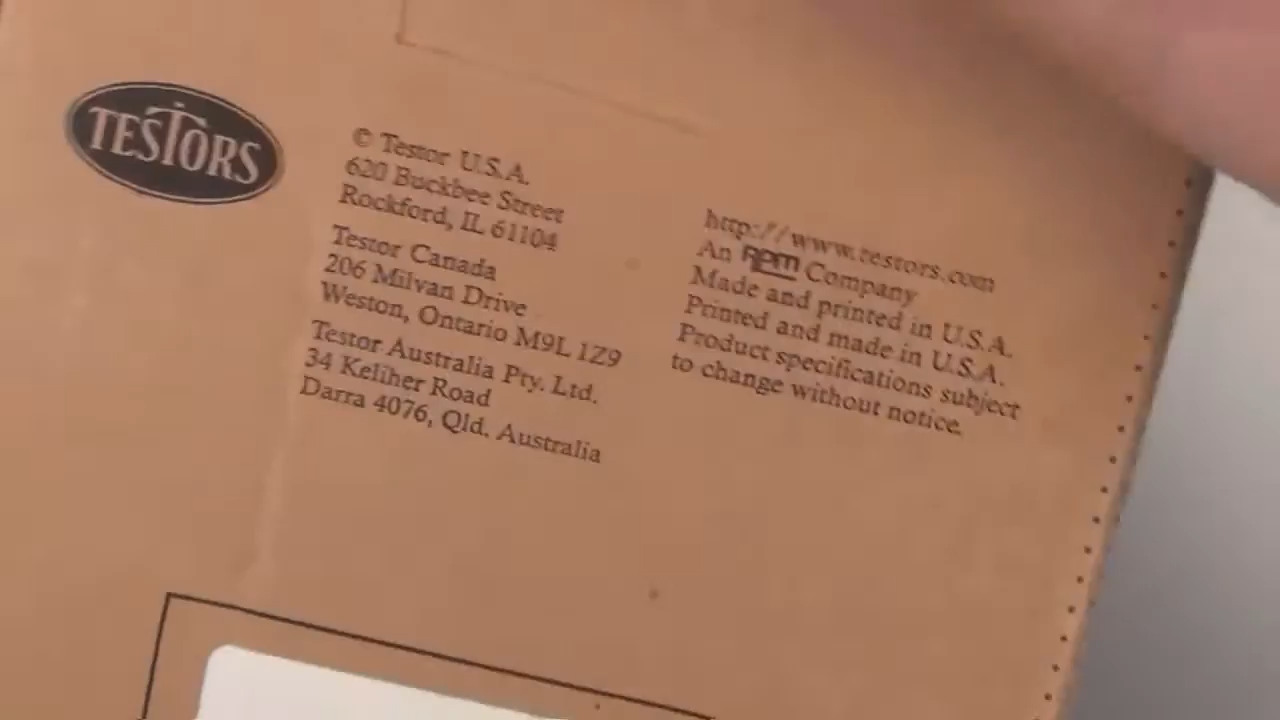 TESTORS
© Testor U.S.A.
620 Buckbee Street
Rockford, IL 61104
Testor Canada
206 Milvan Drive
Weston, Ontario M9L 1Z9
Testor Australia Pty. Ltd.
34 Keliher Road
Darra 4076, Qld. Australia
http://www.testors.com
An RPM Company
Made and printed in U.S.A.
Printed and made in U.S.A.
Product specifications subject
to change without notice.